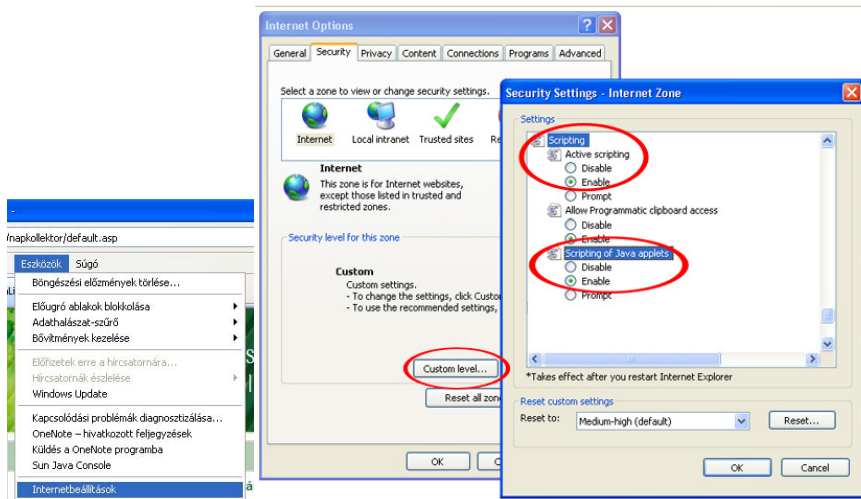 -
/napkollektor/default.asp
Eszközök Súgó
Böngészési előzmények törlése...
Előugró ablakok blokkolása
Adathalászat-szűrő
Bővítmények kezelése
Előfizetek erre a hírcsatornára...
Hírcsatornák észlelése
Windows Update
Kapcsolódási problémák diagnosztizálása...
OneNote – hivatkozott feljegyzések
Küldés a OneNote programba
Sun Java Console
Internetbeállítások
Internet Options
General Security Privacy Content Connections Programs Advanced
Select a zone to view or change security settings.
Internet Local intranet Trusted sites Re
Internet
This zone is for Internet websites,
except those listed in trusted and
restricted zones.
Security level for this zone
Custom
Custom settings.
- To change the settings, click Custo
- To use the recommended settings,
Custom level...
Reset all zon
OK C
Security Settings - Internet Zone
Settings
Scripting
Active scripting
Disable
Enable
Prompt
Allow Programmatic clipboard access
Disable
Enable
Scripting of Java applets
Disable
Enable
Prompt
*Takes effect after you restart Internet Explorer
Reset custom settings
Reset to: Medium-high (default) Reset...
OK Cancel